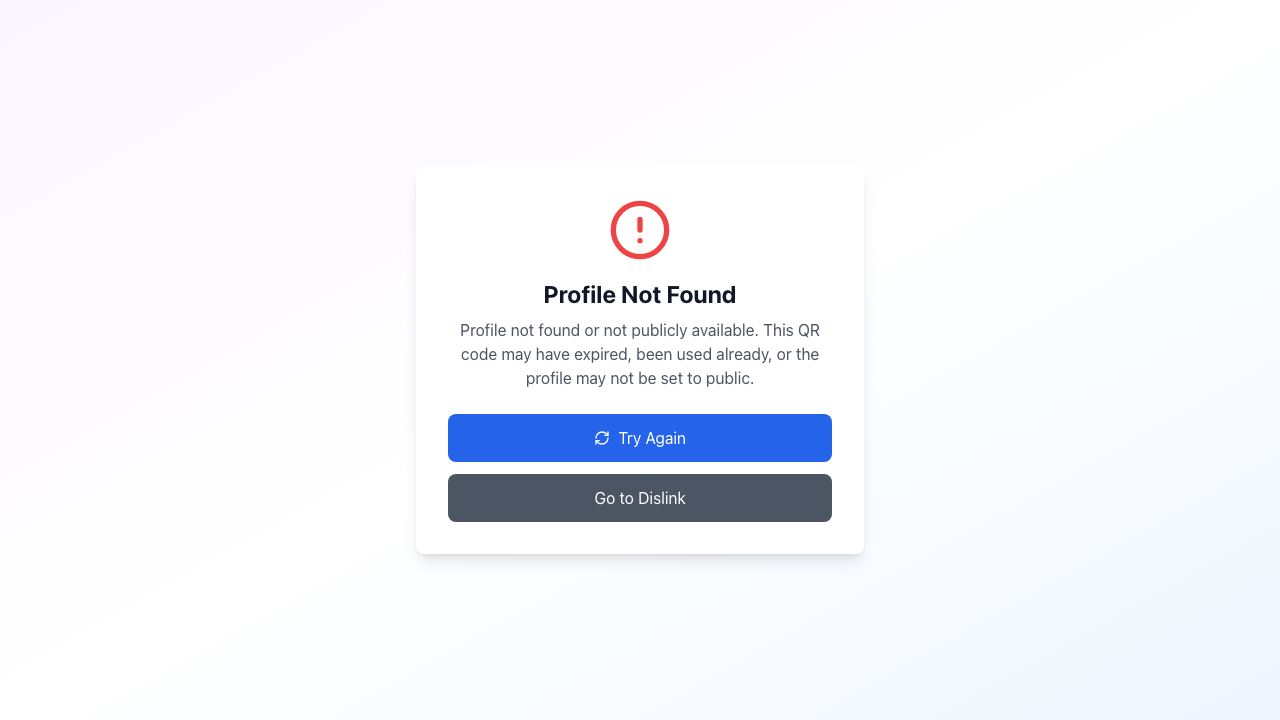 Profile Not Found
Profile not found or not publicly available. This QR
code may have expired, been used already, or the
profile may not be set to public.
Try Again
Go to Dislink